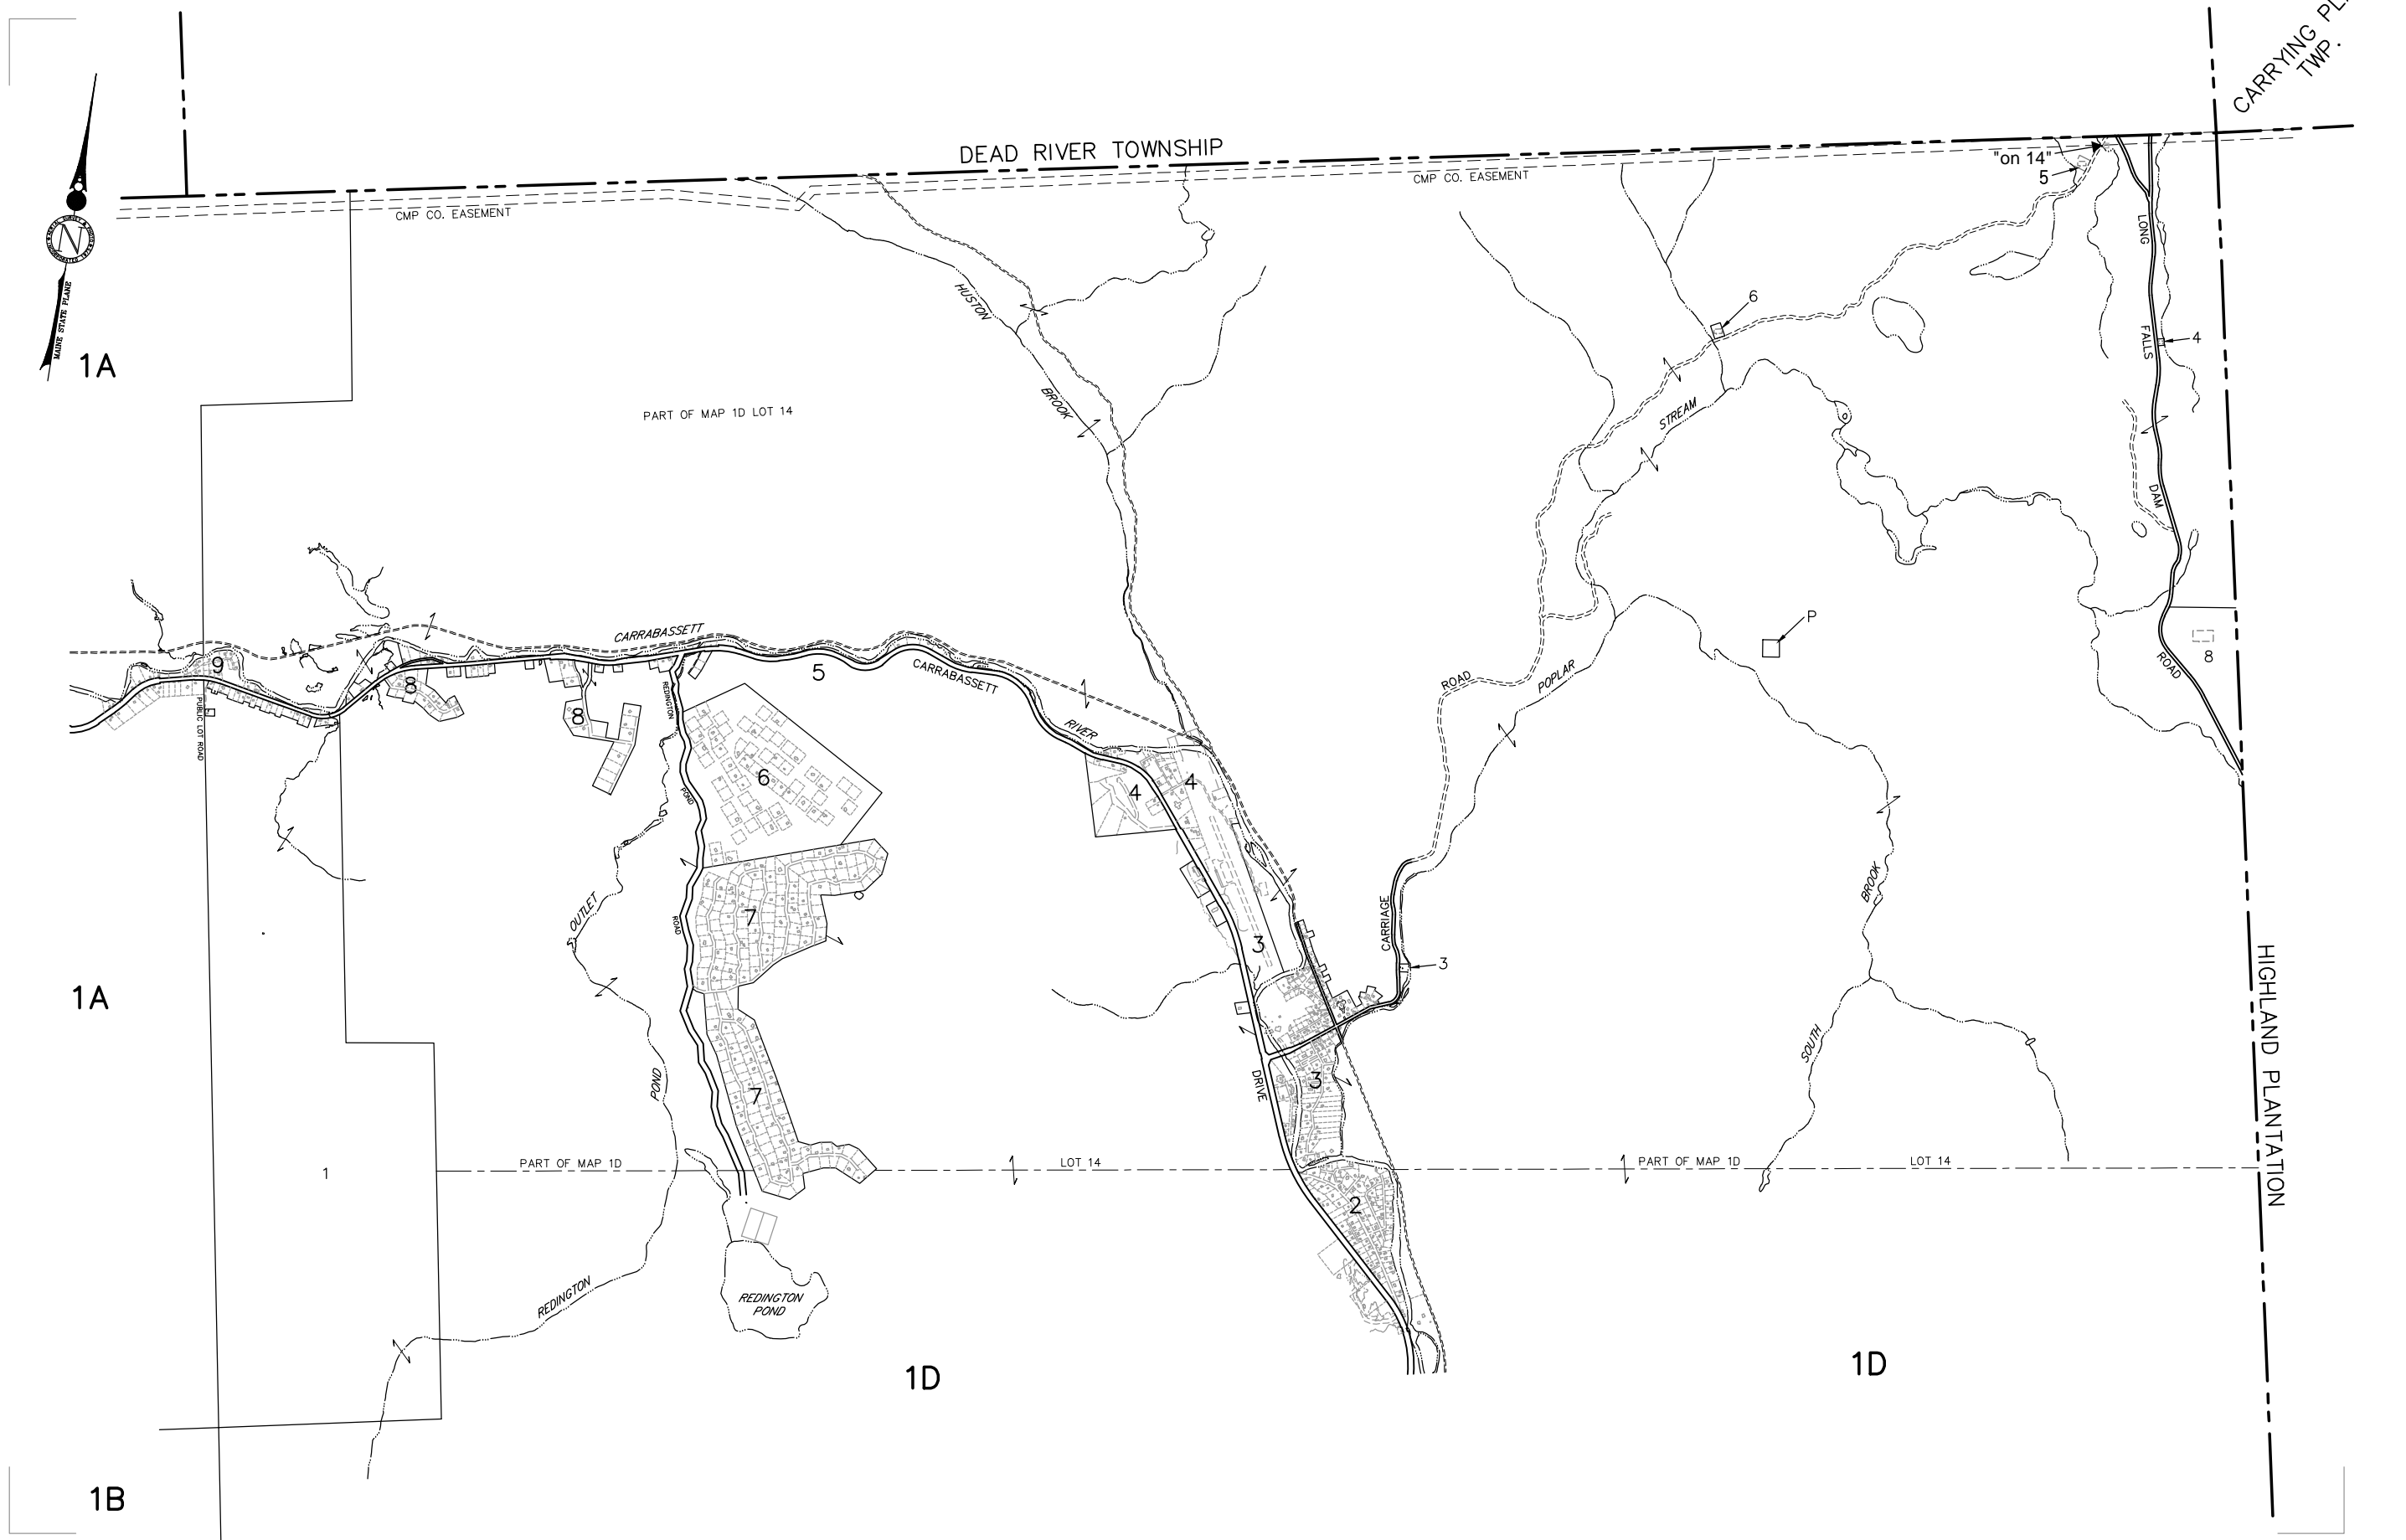 CARRYING PL
TWP.
DEAD RIVER TOWNSHIP
"on 14"
5
CMP CO. EASEMENT
CMP CO. EASEMENT
N
MAINE STATE PLANE
1A
LONG
FALLS
DAM
ROAD
HUSTON
BROOK
6
4
PART OF MAP 1D LOT 14
STREAM
P
8
CARRABASSETT
9
8
8
5
CARRABASSETT
RIVER
PUBLIC LOT ROAD
REDINGTON
POND
ROAD
ROAD
POPLAR
6
4
4
7
3
CARRIAGE
3
BROOK
OUTLET
1A
HIGHLAND PLANTATION
SOUTH
POND
7
DRIVE
3
1
PART OF MAP 1D
LOT 14
PART OF MAP 1D
LOT 14
2
REDINGTON
REDINGTON
POND
1D
1D
1B